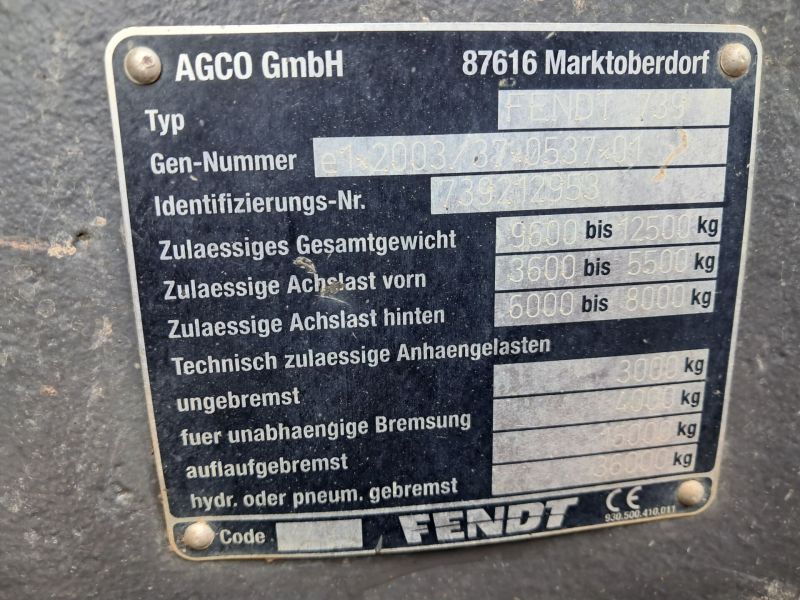 AGCO GmbH 87616 Marktoberdorf
Typ FENDT 739
Gen-Nummer e1*2003/37*0537*01
Identifizierungs-Nr. 739212953
Zulaessiges Gesamtgewicht 9600 bis 12500 kg
Zulaessige Achslast vorn 3600 bis 5500 kg
Zulaessige Achslast hinten 6000 bis 8000 kg
Technisch zulaessige Anhaengelasten
ungebremst 3000 kg
fuer unabhaengige Bremsung 4000 kg
auflaufgebremst kg
hydr. oder pneum. gebremst kg
Code FENDT CE
930.500.410.011